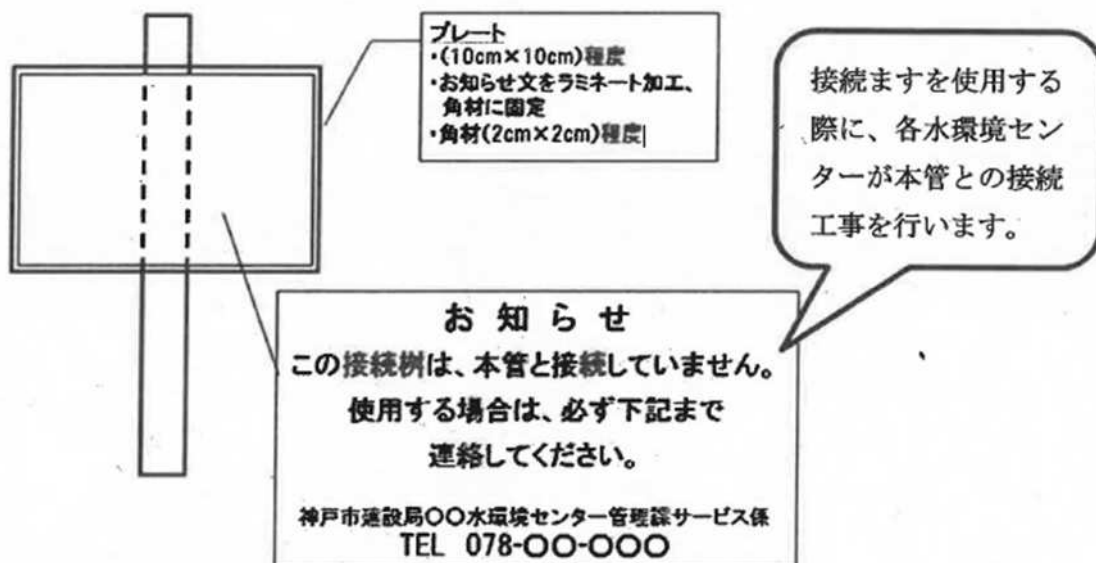 プレート
・(10cm×10cm)程度
・お知らせ文をラミネート加工、
角材に固定
・角材(2cm×2cm)程度
接続ますを使用する
際に、各水環境セン
ターが本管との接続
工事を行います。
お知らせ
この接続桝は、本管と接続していません。
使用する場合は、必ず下記まで
連絡してください。
神戸市建設局〇〇水環境センター管理課サービス係
TEL 078-〇〇-〇〇〇